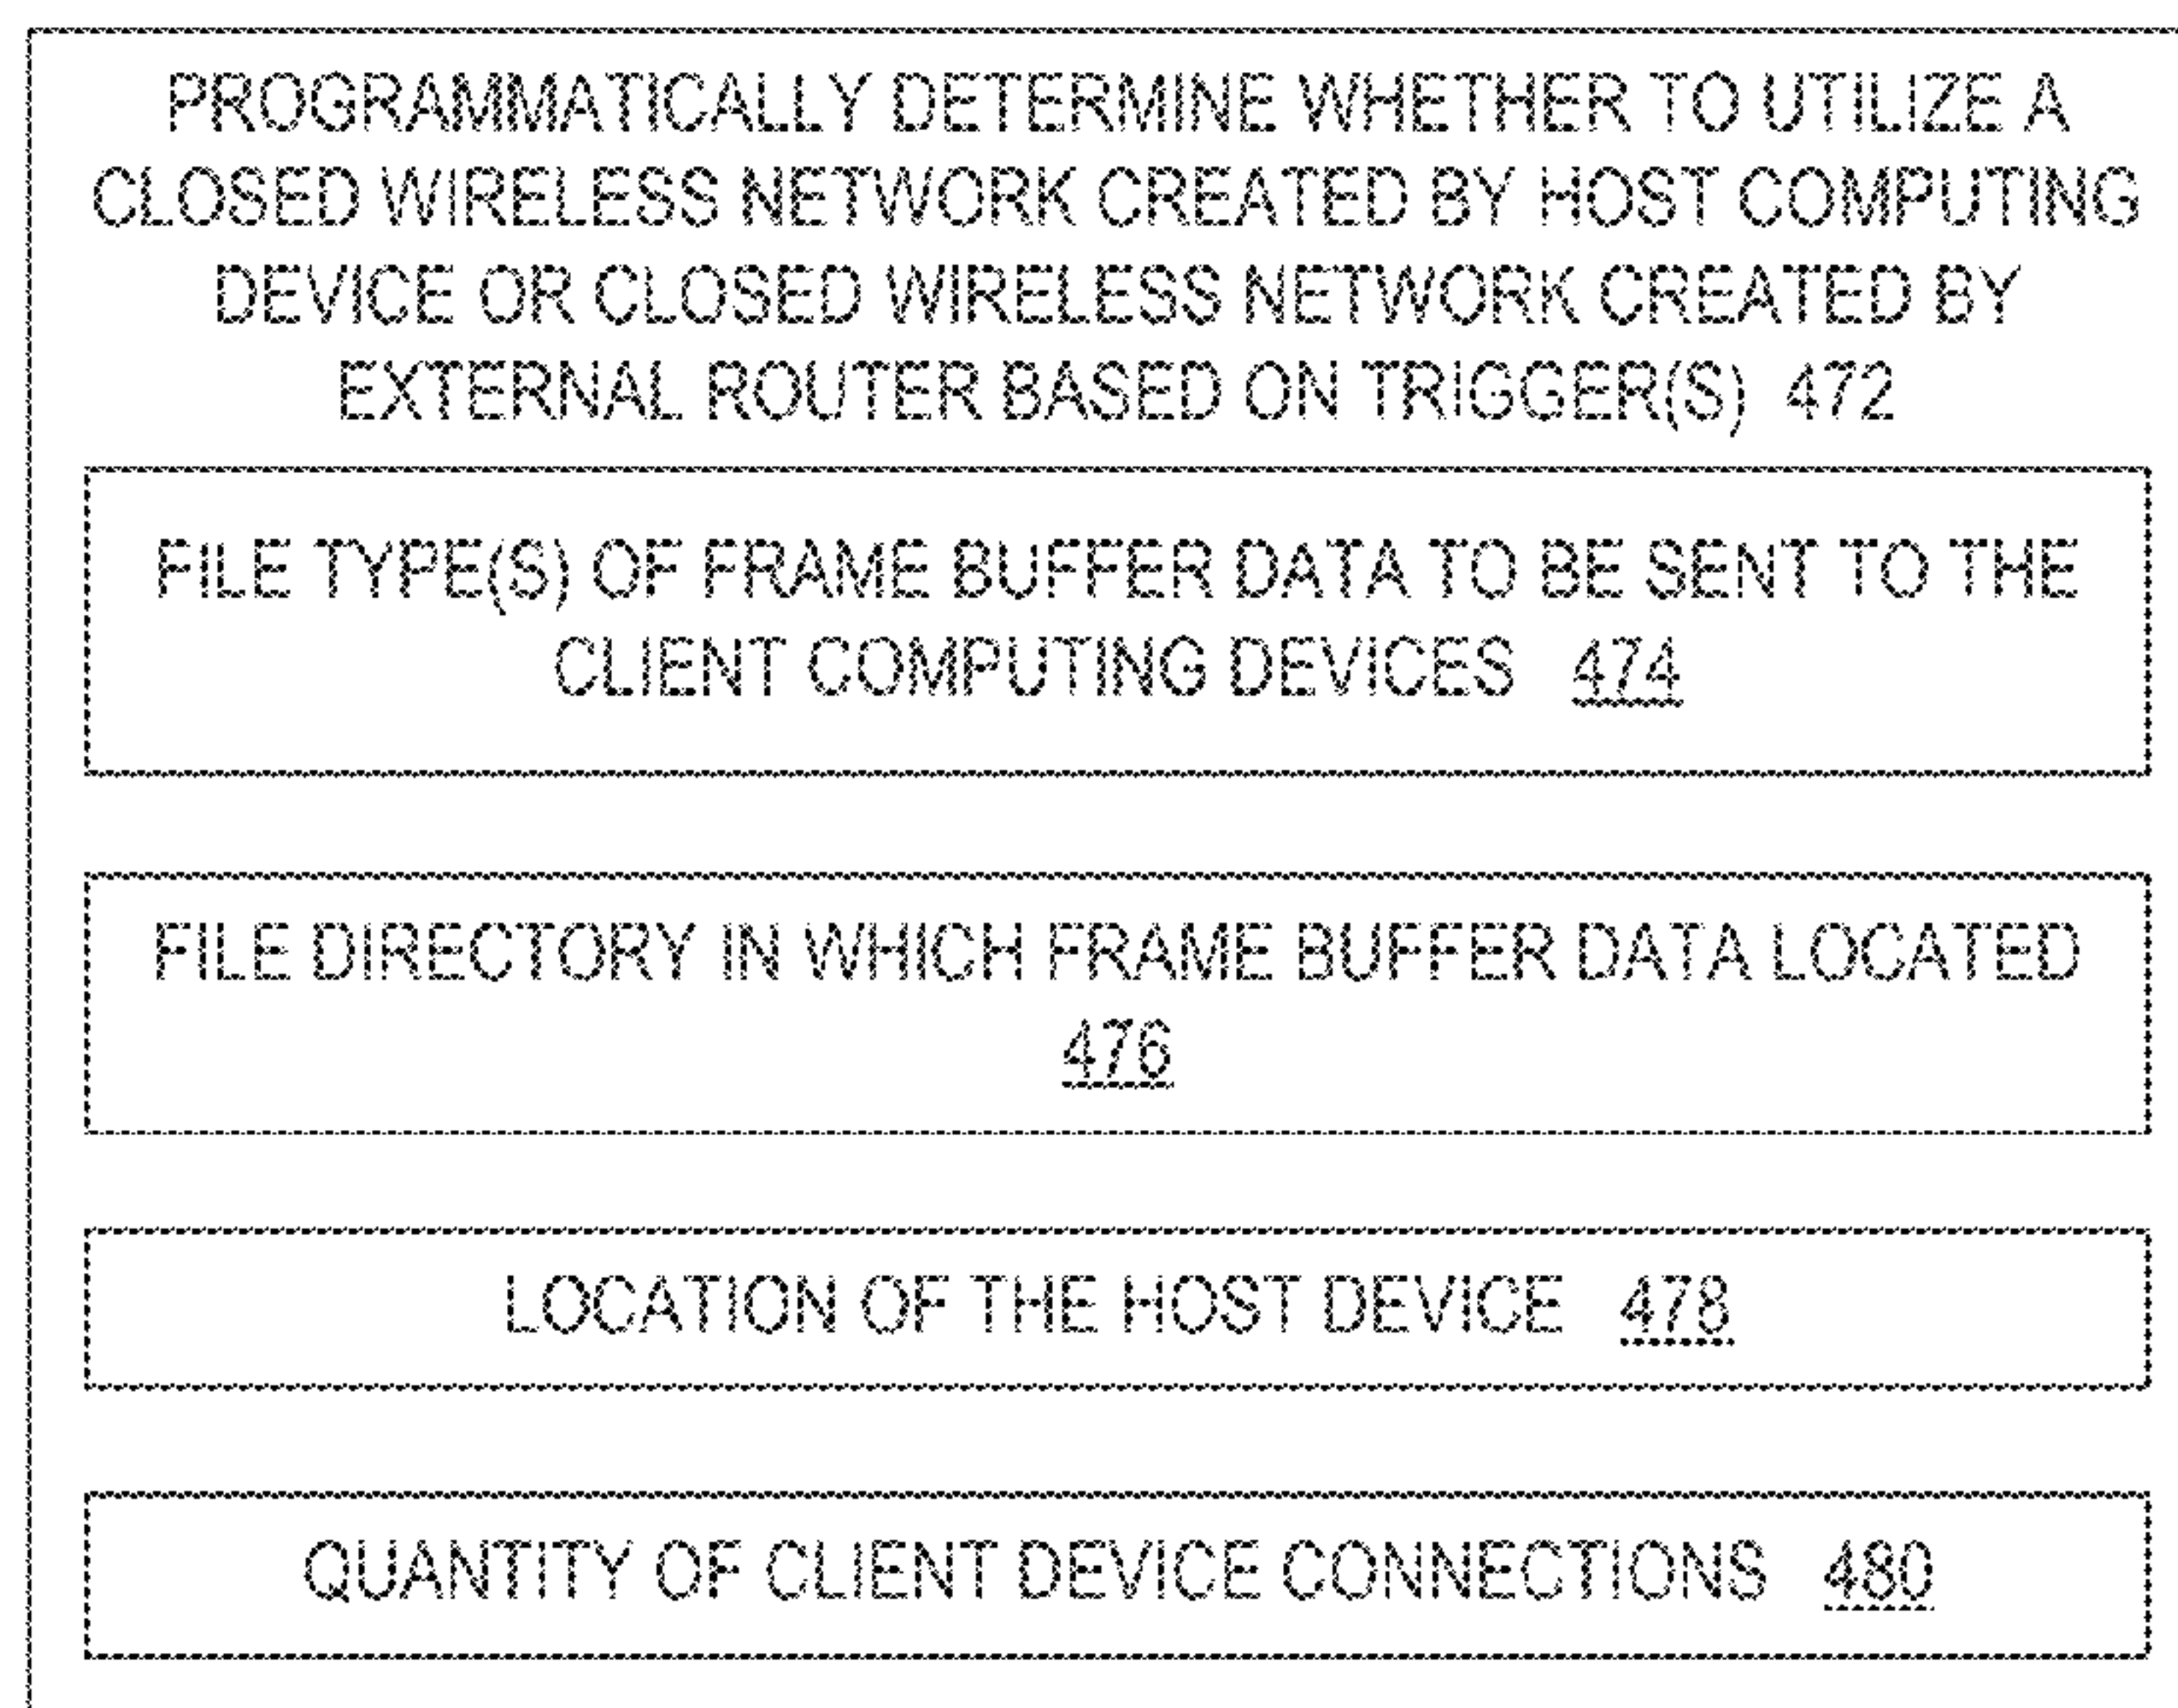 PROGRAMMATICALLY DETERMINE WHETHER TO UTILIZE A
CLOSED WIRELESS NETWORK CREATED BY HOST COMPUTING
DEVICE OR CLOSED WIRELESS NETWORK CREATED BY
EXTERNAL ROUTER BASED ON TRIGGER(S) 472
FILE TYPE(S) OF FRAME BUFFER DATA TO BE SENT TO THE
CLIENT COMPUTING DEVICES 474
FILE DIRECTORY IN WHICH FRAME BUFFER DATA LOCATED
476
LOCATION OF THE HOST DEVICE 478
QUANTITY OF CLIENT DEVICE CONNECTIONS 480